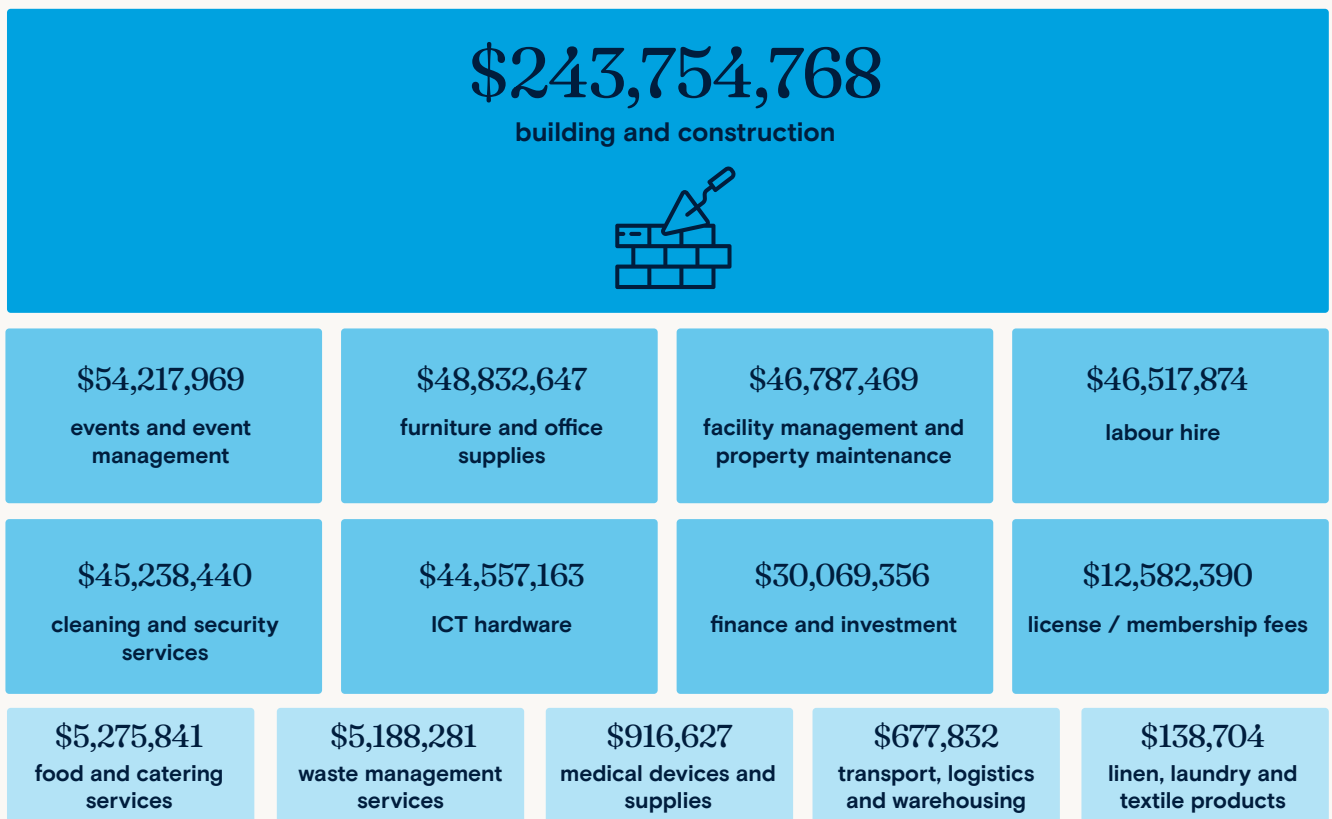 $243,754,768
building and construction
$54,217,969
events and event
management
$48,832,647
furniture and office
supplies
$46,787,469
facility management and
property maintenance
$46,517,874
labour hire
$45,238,440
cleaning and security
services
$44,557,163
ICT hardware
$30,069,356
finance and investment
$12,582,390
license / membership fees
$5,275,841
food and catering
services
$5,188,281
waste management
services
$916,627
medical devices and
supplies
$677,832
transport, logistics
and warehousing
$138,704
linen, laundry and
textile products